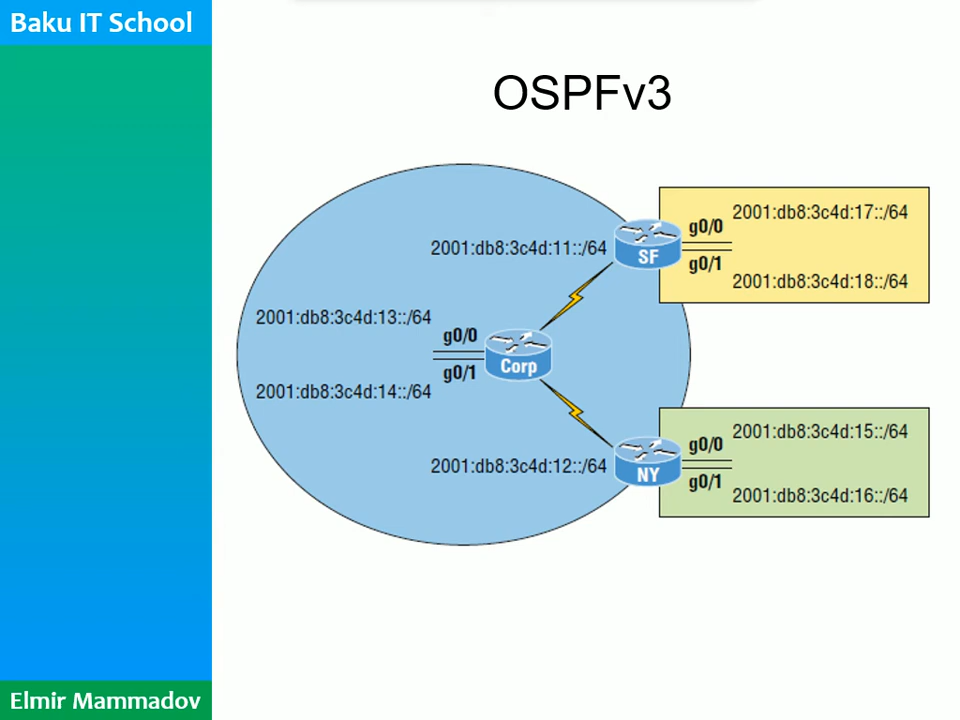 Baku IT School
OSPFv3
2001:db8:3c4d:17::/64
g0/0
2001:db8:3c4d:11::/64
SF
g0/1
2001:db8:3c4d:18::/64
2001:db8:3c4d:13::/64
g0/0
Corp
g0/1
2001:db8:3c4d:14::/64
2001:db8:3c4d:15::/64
g0/0
2001:db8:3c4d:12::/64
NY
g0/1
2001:db8:3c4d:16::/64
Elmir Mammadov